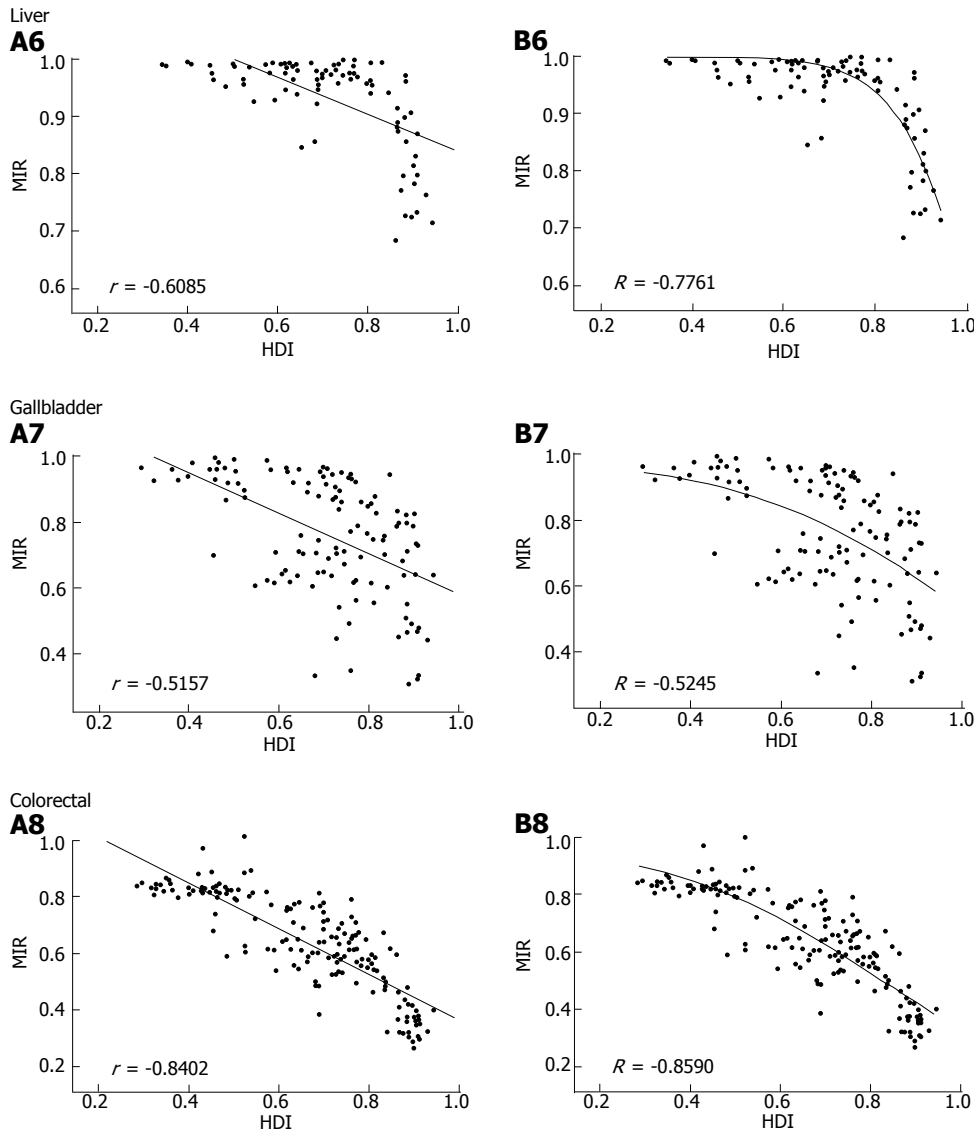 Liver
A6 B6
1.0 1.0
0.9 0.9
MIR MIR
0.8 0.8
0.7 0.7
0.6 0.6
r = -0.6085 R = -0.7761
0.2 0.4 0.6 0.8 1.0 0.2 0.4 0.6 0.8 1.0
HDI HDI
Gallbladder
A7 B7
1.0 1.0
0.8 0.8
MIR MIR
0.6 0.6
0.4 0.4
r = -0.5157 R = -0.5245
0.2 0.4 0.6 0.8 1.0 0.2 0.4 0.6 0.8 1.0
HDI HDI
Colorectal
A8 B8
1.0 1.0
0.8 0.8
MIR MIR
0.6 0.6
0.4 0.4
0.2 0.2
r = -0.8402 R = -0.8590
0.2 0.4 0.6 0.8 1.0 0.2 0.4 0.6 0.8 1.0
HDI HDI